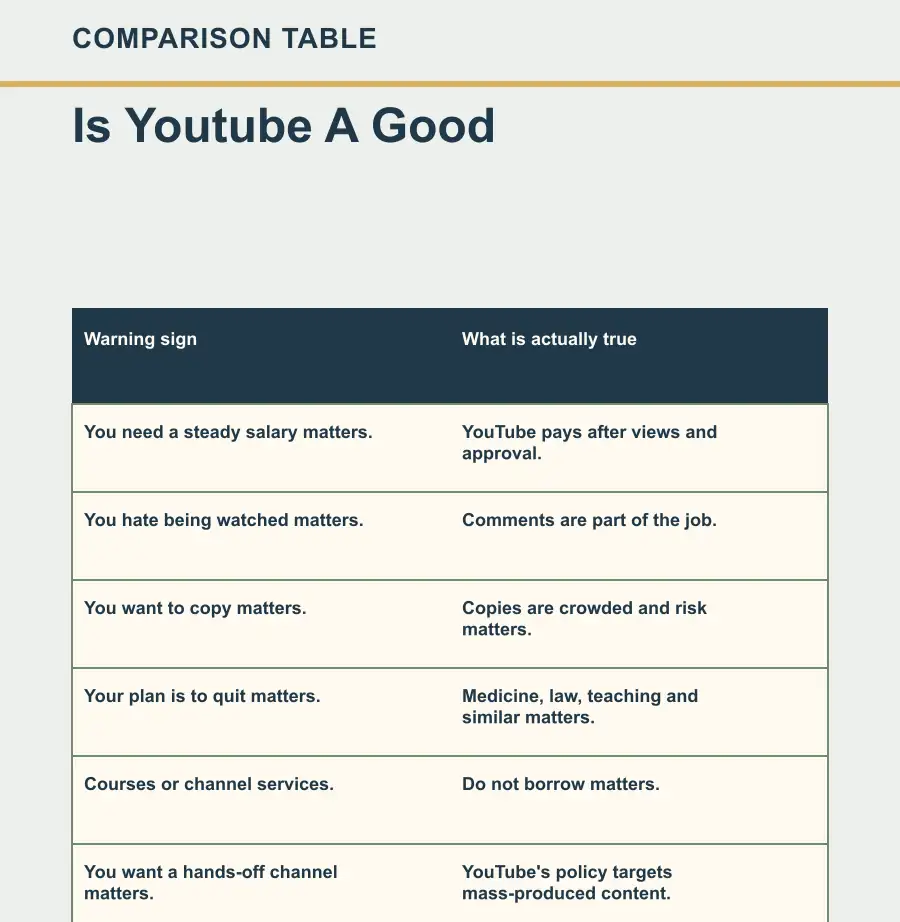 COMPARISON TABLE
Is Youtube A Good
Warning sign
What is actually true
You need a steady salary matters.
YouTube pays after views and
approval.
You hate being watched matters.
Comments are part of the job.
You want to copy matters.
Copies are crowded and risk
matters.
Your plan is to quit matters.
Medicine, law, teaching and
similar matters.
Courses or channel services.
Do not borrow matters.
You want a hands-off channel
matters.
YouTube's policy targets
mass-produced content.